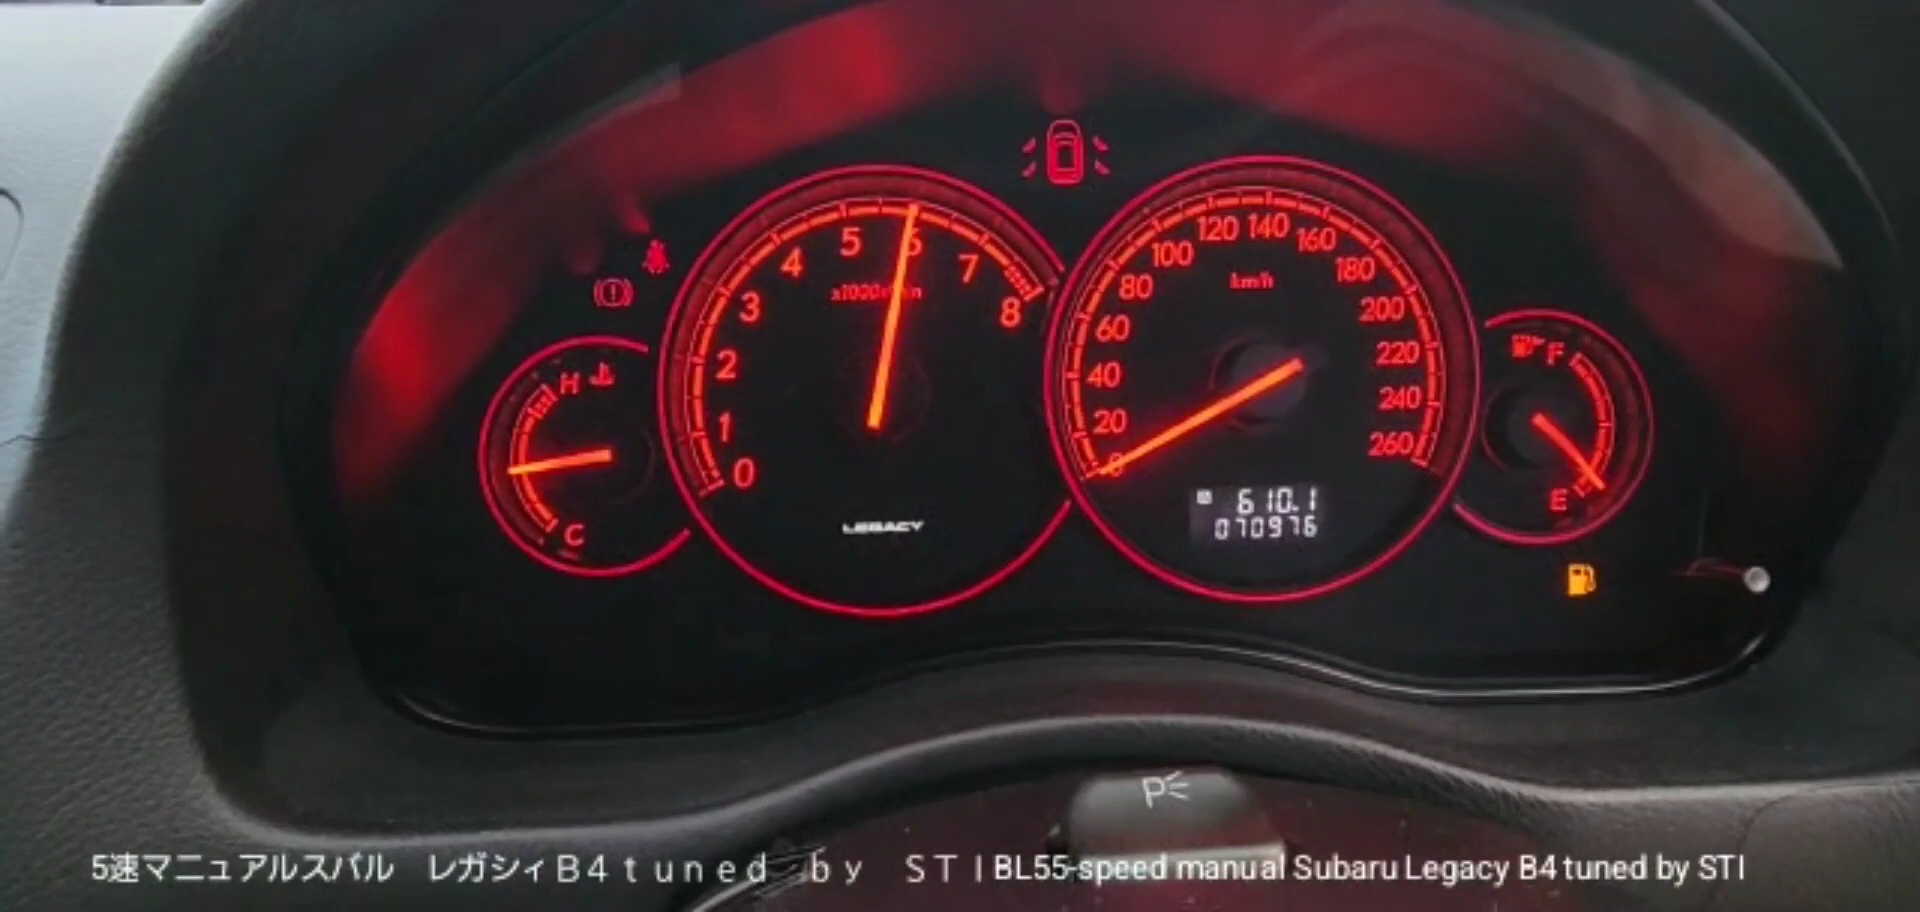 5
6
4
7
3
8
2
1
0
x1000r/min
LEGACY
H
C
120 140
100
160
80
180
60
200
40
220
20
240
0
260
km/h
610.1
070976
F
E
P
5速マニュアルスバル　レガシィＢ４ｔｕｎｅｄ　ｂｙ　ＳＴＩBL55-speed manual Subaru Legacy B4 tuned by STI